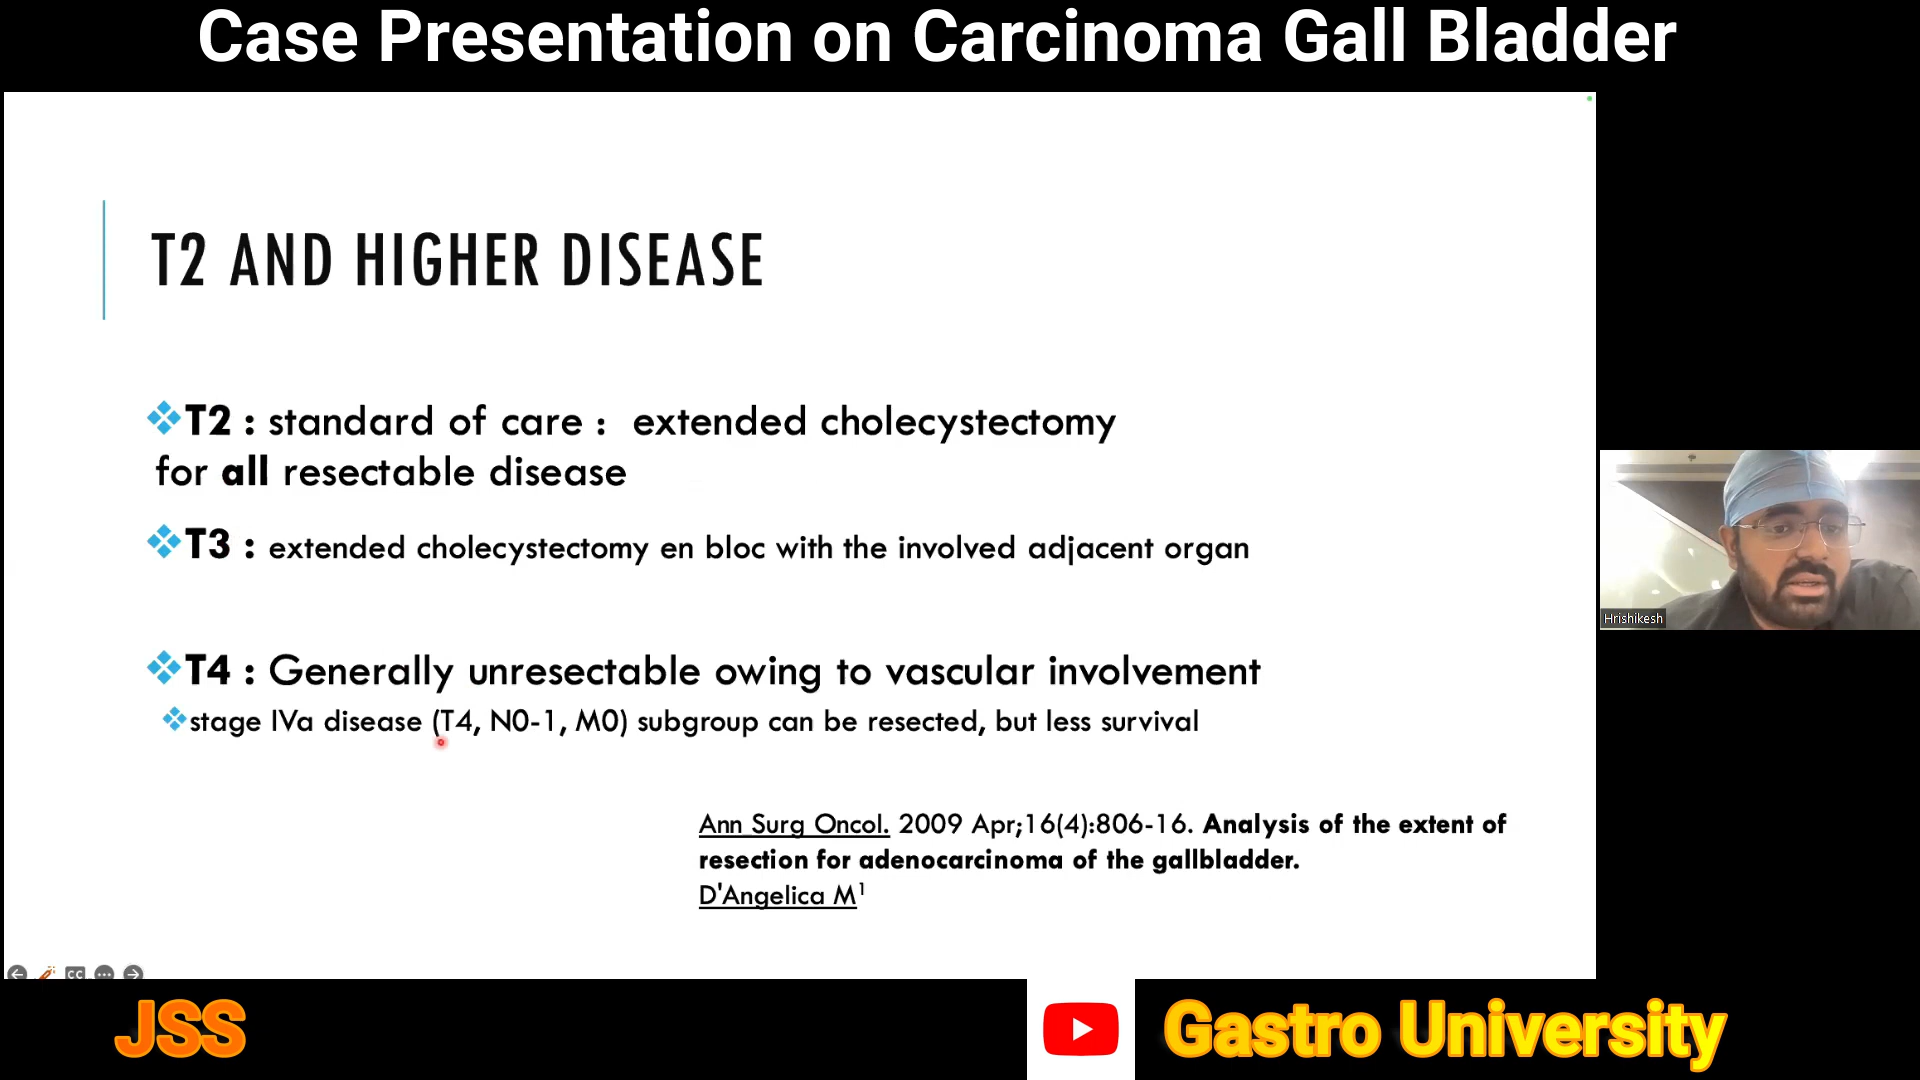 Case Presentation on Carcinoma Gall Bladder
T2 AND HIGHER DISEASE
T2 : standard of care : extended cholecystectomy
for all resectable disease
T3 : extended cholecystectomy en bloc with the involved adjacent organ
T4 : Generally unresectable owing to vascular involvement
stage IVa disease (T4, N0-1, M0) subgroup can be resected, but less survival
Ann Surg Oncol. 2009 Apr;16(4):806-16. Analysis of the extent of
resection for adenocarcinoma of the gallbladder.
D'Angelica M¹
Hrishikesh
CC
JSS
Gastro University